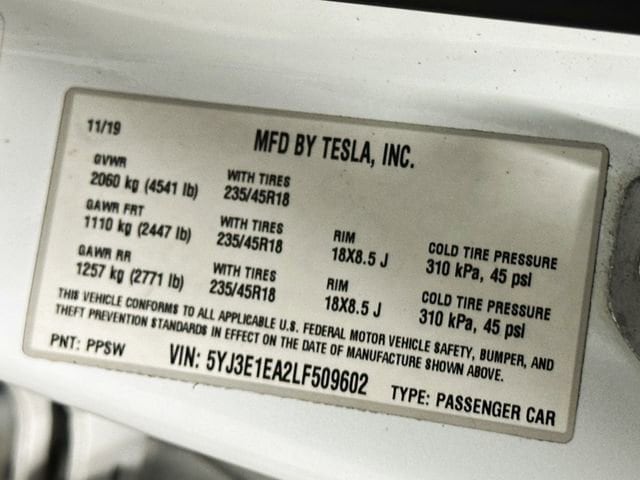 11/19
MFD BY TESLA, INC.
GVWR
2060 kg (4541 lb)
WITH TIRES
235/45R18
GAWR FRT
1110 kg (2447 lb)
WITH TIRES
235/45R18
RIM
18X8.5 J
COLD TIRE PRESSURE
310 kPa, 45 psi
GAWR RR
1257 kg (2771 lb)
WITH TIRES
235/45R18
RIM
18X8.5 J
COLD TIRE PRESSURE
310 kPa, 45 psi
THIS VEHICLE CONFORMS TO ALL APPLICABLE U.S. FEDERAL MOTOR VEHICLE SAFETY, BUMPER, AND
THEFT PREVENTION STANDARDS IN EFFECT ON THE DATE OF MANUFACTURE SHOWN ABOVE.
PNT: PPSW
VIN: 5YJ3E1EA2LF509602
TYPE: PASSENGER CAR